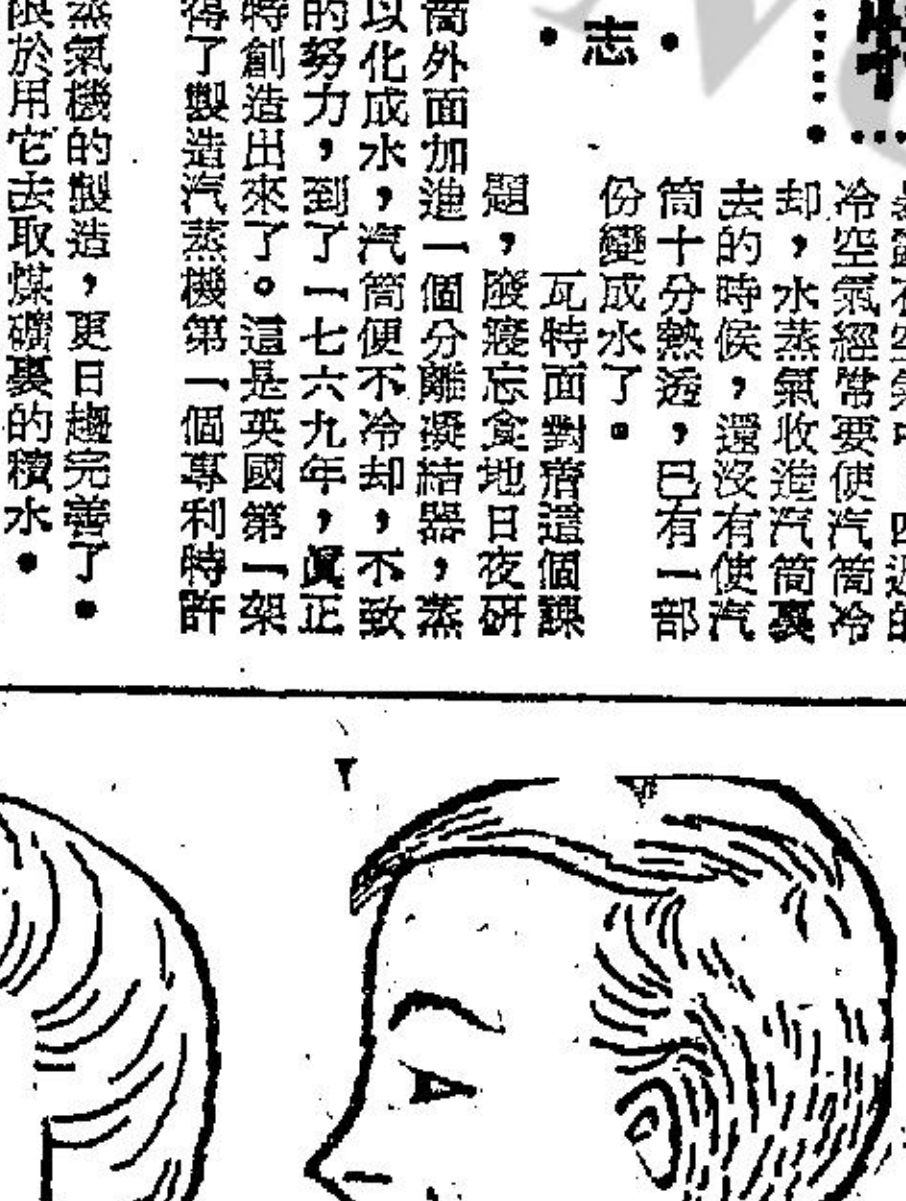 特
志
冷空氣經常要使汽筒冷
却，水蒸氣收進汽筒裏
去的時侯，還沒有使汽
筒十分熱透，已有一部
份變成水了。
瓦特面對着這個課
題，廢寢忘食地日夜研
筒外面加進一個分離凝結器，蒸
以化成水，汽筒便不冷却，不致
的努力，到了一七六九年，眞正
特創造出來了。這是英國第一架
得了製造汽蒸機第一個專利特許
蒸氣機的製造，更日趨完善了。
限於用它去取煤礦裏的積水。